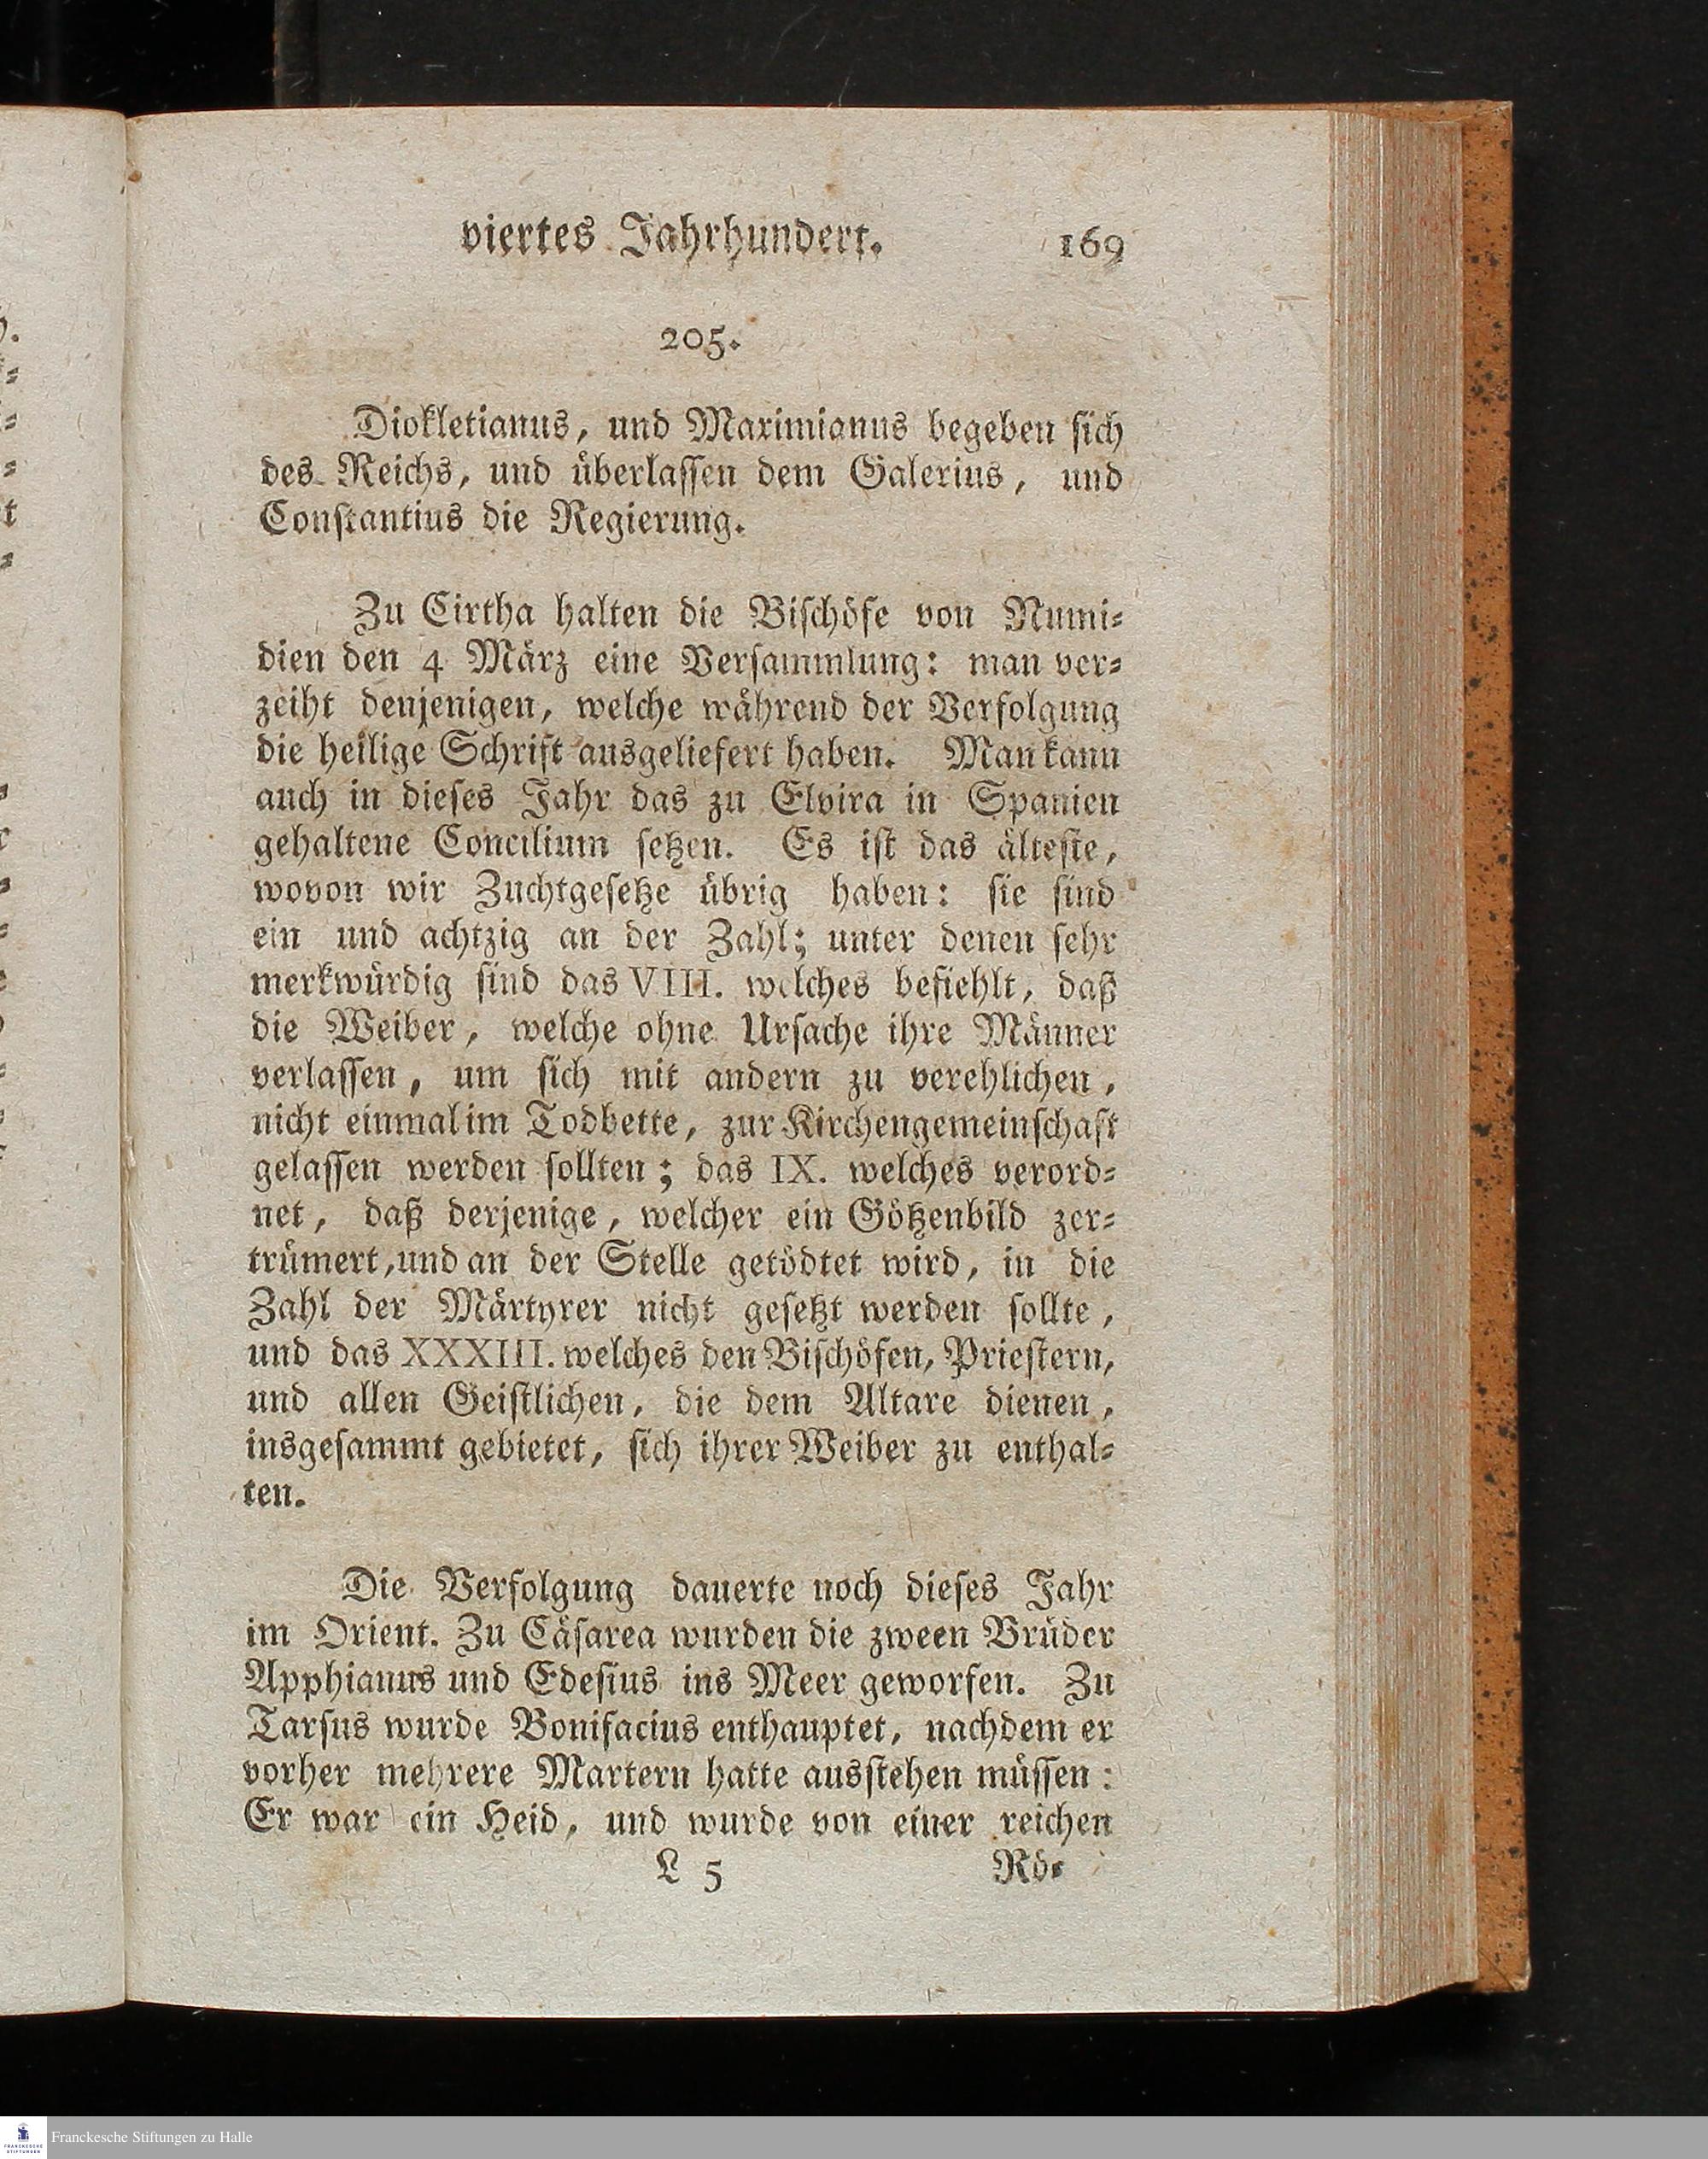 viertes Jahrhundert. 169
205.
Diokletianus, und Maximianus begeben sich
des Reichs, und überlassen dem Galerius, und
Constantius die Regierung.
Zu Cirtha halten die Bischöfe von Numi⸗
dien den 4 März eine Versammlung: man ver⸗
zeiht denjenigen, welche während der Verfolgung
die heilige Schrift ausgeliefert haben. Man kann
auch in dieses Jahr das zu Elvira in Spanien
gehaltene Concilium setzen. Es ist das älteste,
wovon wir Zuchtgesetze übrig haben: sie sind
ein und achtzig an der Zahl; unter denen sehr
merkwürdig sind das VIII. welches befiehlt, daß
die Weiber, welche ohne Ursache ihre Männer
verlassen, um sich mit andern zu verehlichen,
nicht einmal im Todbette, zur Kirchengemeinschaft
gelassen werden sollten; das IX. welches verord⸗
net, daß derjenige, welcher ein Götzenbild zer⸗
trümert, und an der Stelle getödtet wird, in die
Zahl der Märtyrer nicht gesetzt werden sollte,
und das XXXIII. welches den Bischöfen, Priestern,
und allen Geistlichen, die dem Altare dienen,
insgesammt gebietet, sich ihrer Weiber zu enthal⸗
ten.
Die Verfolgung dauerte noch dieses Jahr
im Orient. Zu Cäsarea wurden die zween Brüder
Apphianus und Edesius ins Meer geworfen. Zu
Tarsus wurde Bonifacius enthauptet, nachdem er
vorher mehrere Martern hatte ausstehen müssen:
Er war ein Heid, und wurde von einer reichen
L 5 Rö⸗
Franckesche Stiftungen zu Halle